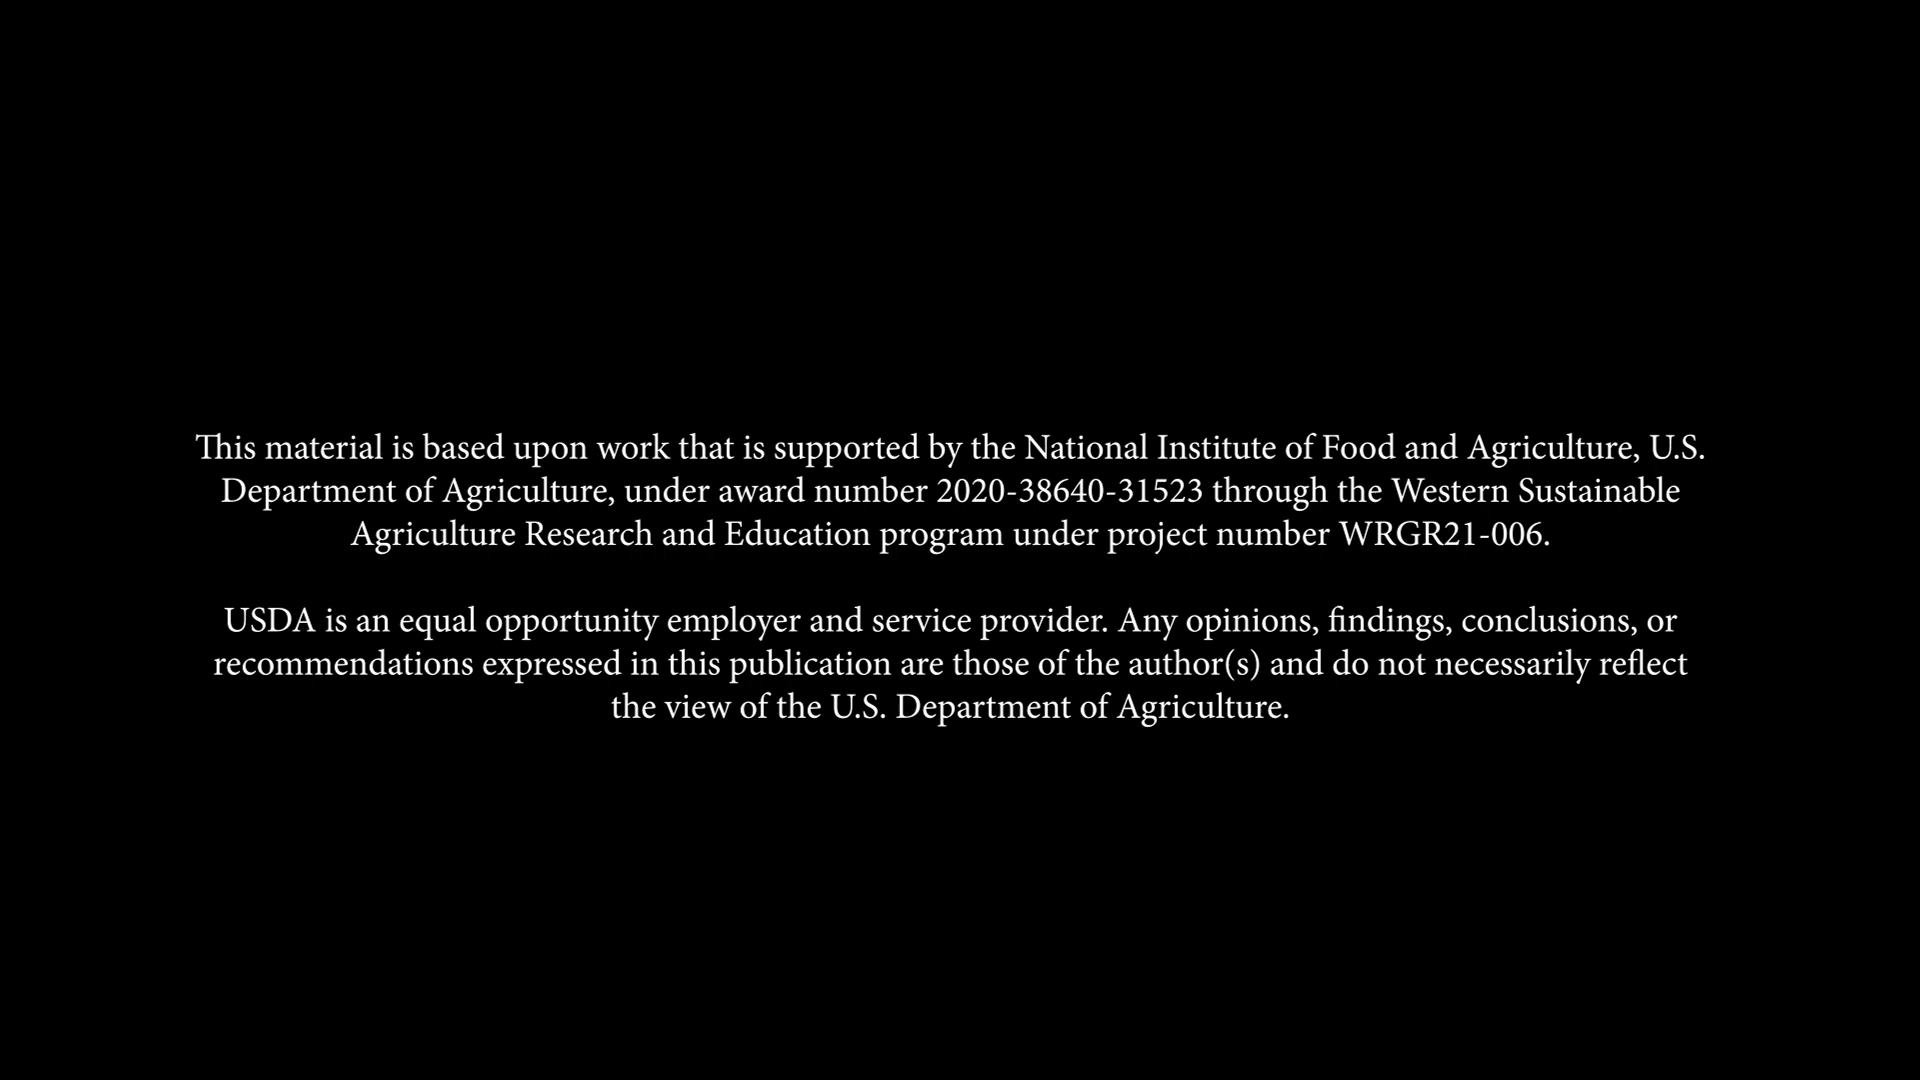 This material is based upon work that is supported by the National Institute of Food and Agriculture, U.S.
Department of Agriculture, under award number 2020-38640-31523 through the Western Sustainable
Agriculture Research and Education program under project number WRGR21-006.
USDA is an equal opportunity employer and service provider. Any opinions, findings, conclusions, or
recommendations expressed in this publication are those of the author(s) and do not necessarily reflect
the view of the U.S. Department of Agriculture.